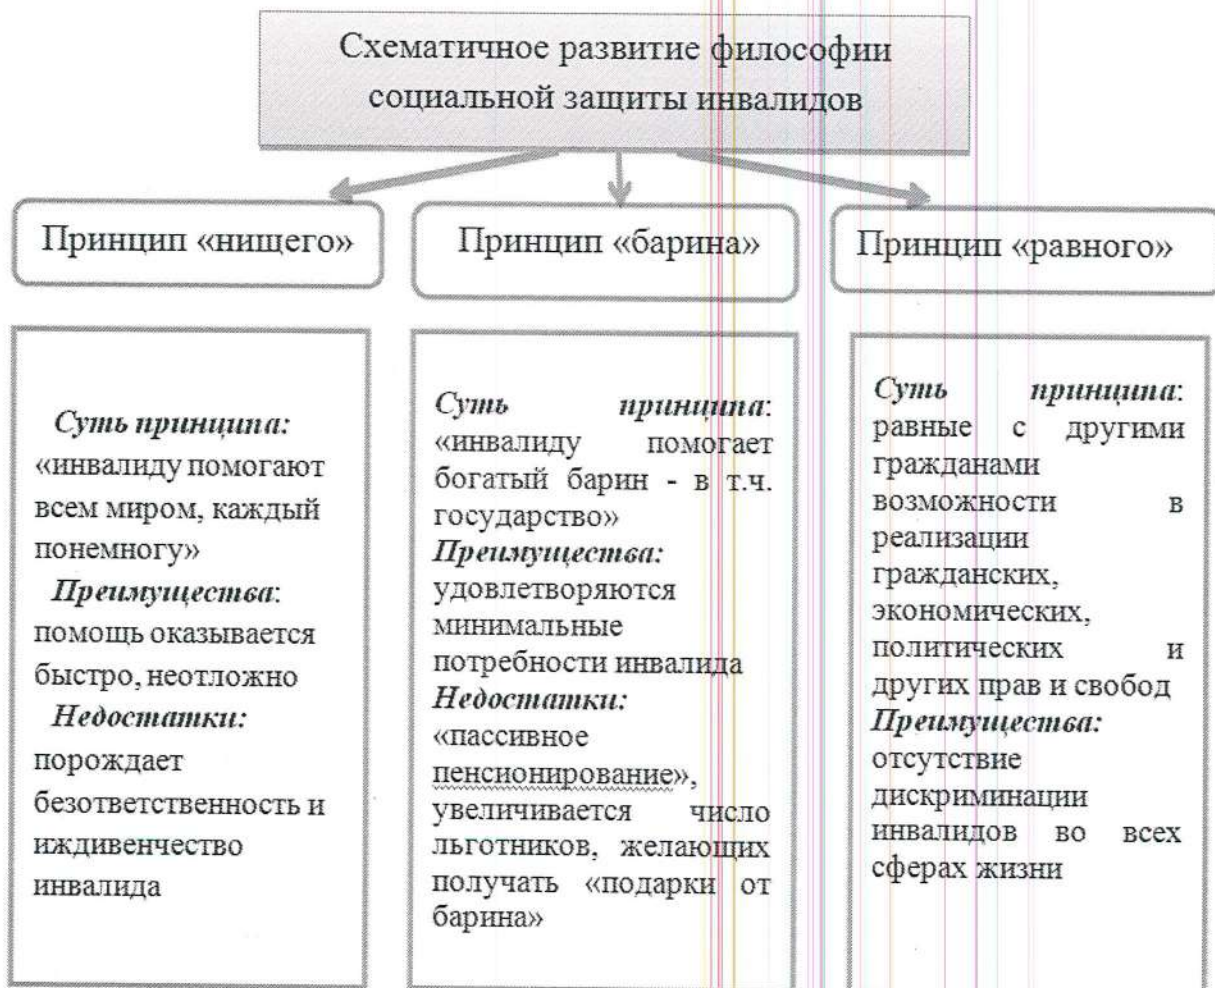 Схематичное развитие философии
социальной защиты инвалидов
Принцип «нищего»
Принцип «барина»
Принцип «равного»
Суть принципа:
«инвалиду помогают
всем миром, каждый
понемногу»
Преимущества:
помощь оказывается
быстро, неотложно
Недостатки:
порождает
безответственность и
иждивенчество
инвалида
Суть принципа:
«инвалиду помогает
богатый барин - в т.ч.
государство»
Преимущества:
удовлетворяются
минимальные
потребности инвалида
Недостатки:
«пассивное
пенсионирование»,
увеличивается число
льготников, желающих
получать «подарки от
барина»
Суть принципа:
равные с другими
гражданами
возможности в
реализации
гражданских,
экономических,
политических и
других прав и свобод
Преимущества:
отсутствие
дискриминации
инвалидов во всех
сферах жизни